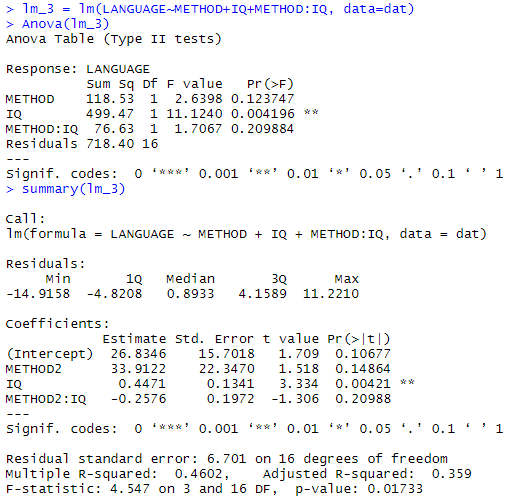 > lm_3 = lm(LANGUAGE~METHOD+IQ+METHOD:IQ, data=dat)
> Anova(lm_3)
Anova Table (Type II tests)

Response: LANGUAGE
          Sum Sq Df F value   Pr(>F)
METHOD    118.53  1  2.6398 0.123747
IQ        499.47  1 11.1240 0.004196 **
METHOD:IQ  76.63  1  1.7067 0.209884
Residuals 718.40 16
---
Signif. codes:  0 ‘***’ 0.001 ‘**’ 0.01 ‘*’ 0.05 ‘.’ 0.1 ‘ ’ 1
> summary(lm_3)

Call:
lm(formula = LANGUAGE ~ METHOD + IQ + METHOD:IQ, data = dat)

Residuals:
     Min       1Q   Median       3Q      Max
-14.9158  -4.8208   0.8933   4.1589  11.2210

Coefficients:
            Estimate Std. Error t value Pr(>|t|)
(Intercept)  26.8346    15.7018   1.709  0.10677
METHOD2      33.9122    22.3470   1.518  0.14864
IQ            0.4471     0.1341   3.334  0.00421 **
METHOD2:IQ   -0.2576     0.1972  -1.306  0.20988
---
Signif. codes:  0 ‘***’ 0.001 ‘**’ 0.01 ‘*’ 0.05 ‘.’ 0.1 ‘ ’ 1

Residual standard error: 6.701 on 16 degrees of freedom
Multiple R-squared:  0.4602,	Adjusted R-squared:  0.359
F-statistic: 4.547 on 3 and 16 DF,  p-value: 0.01733